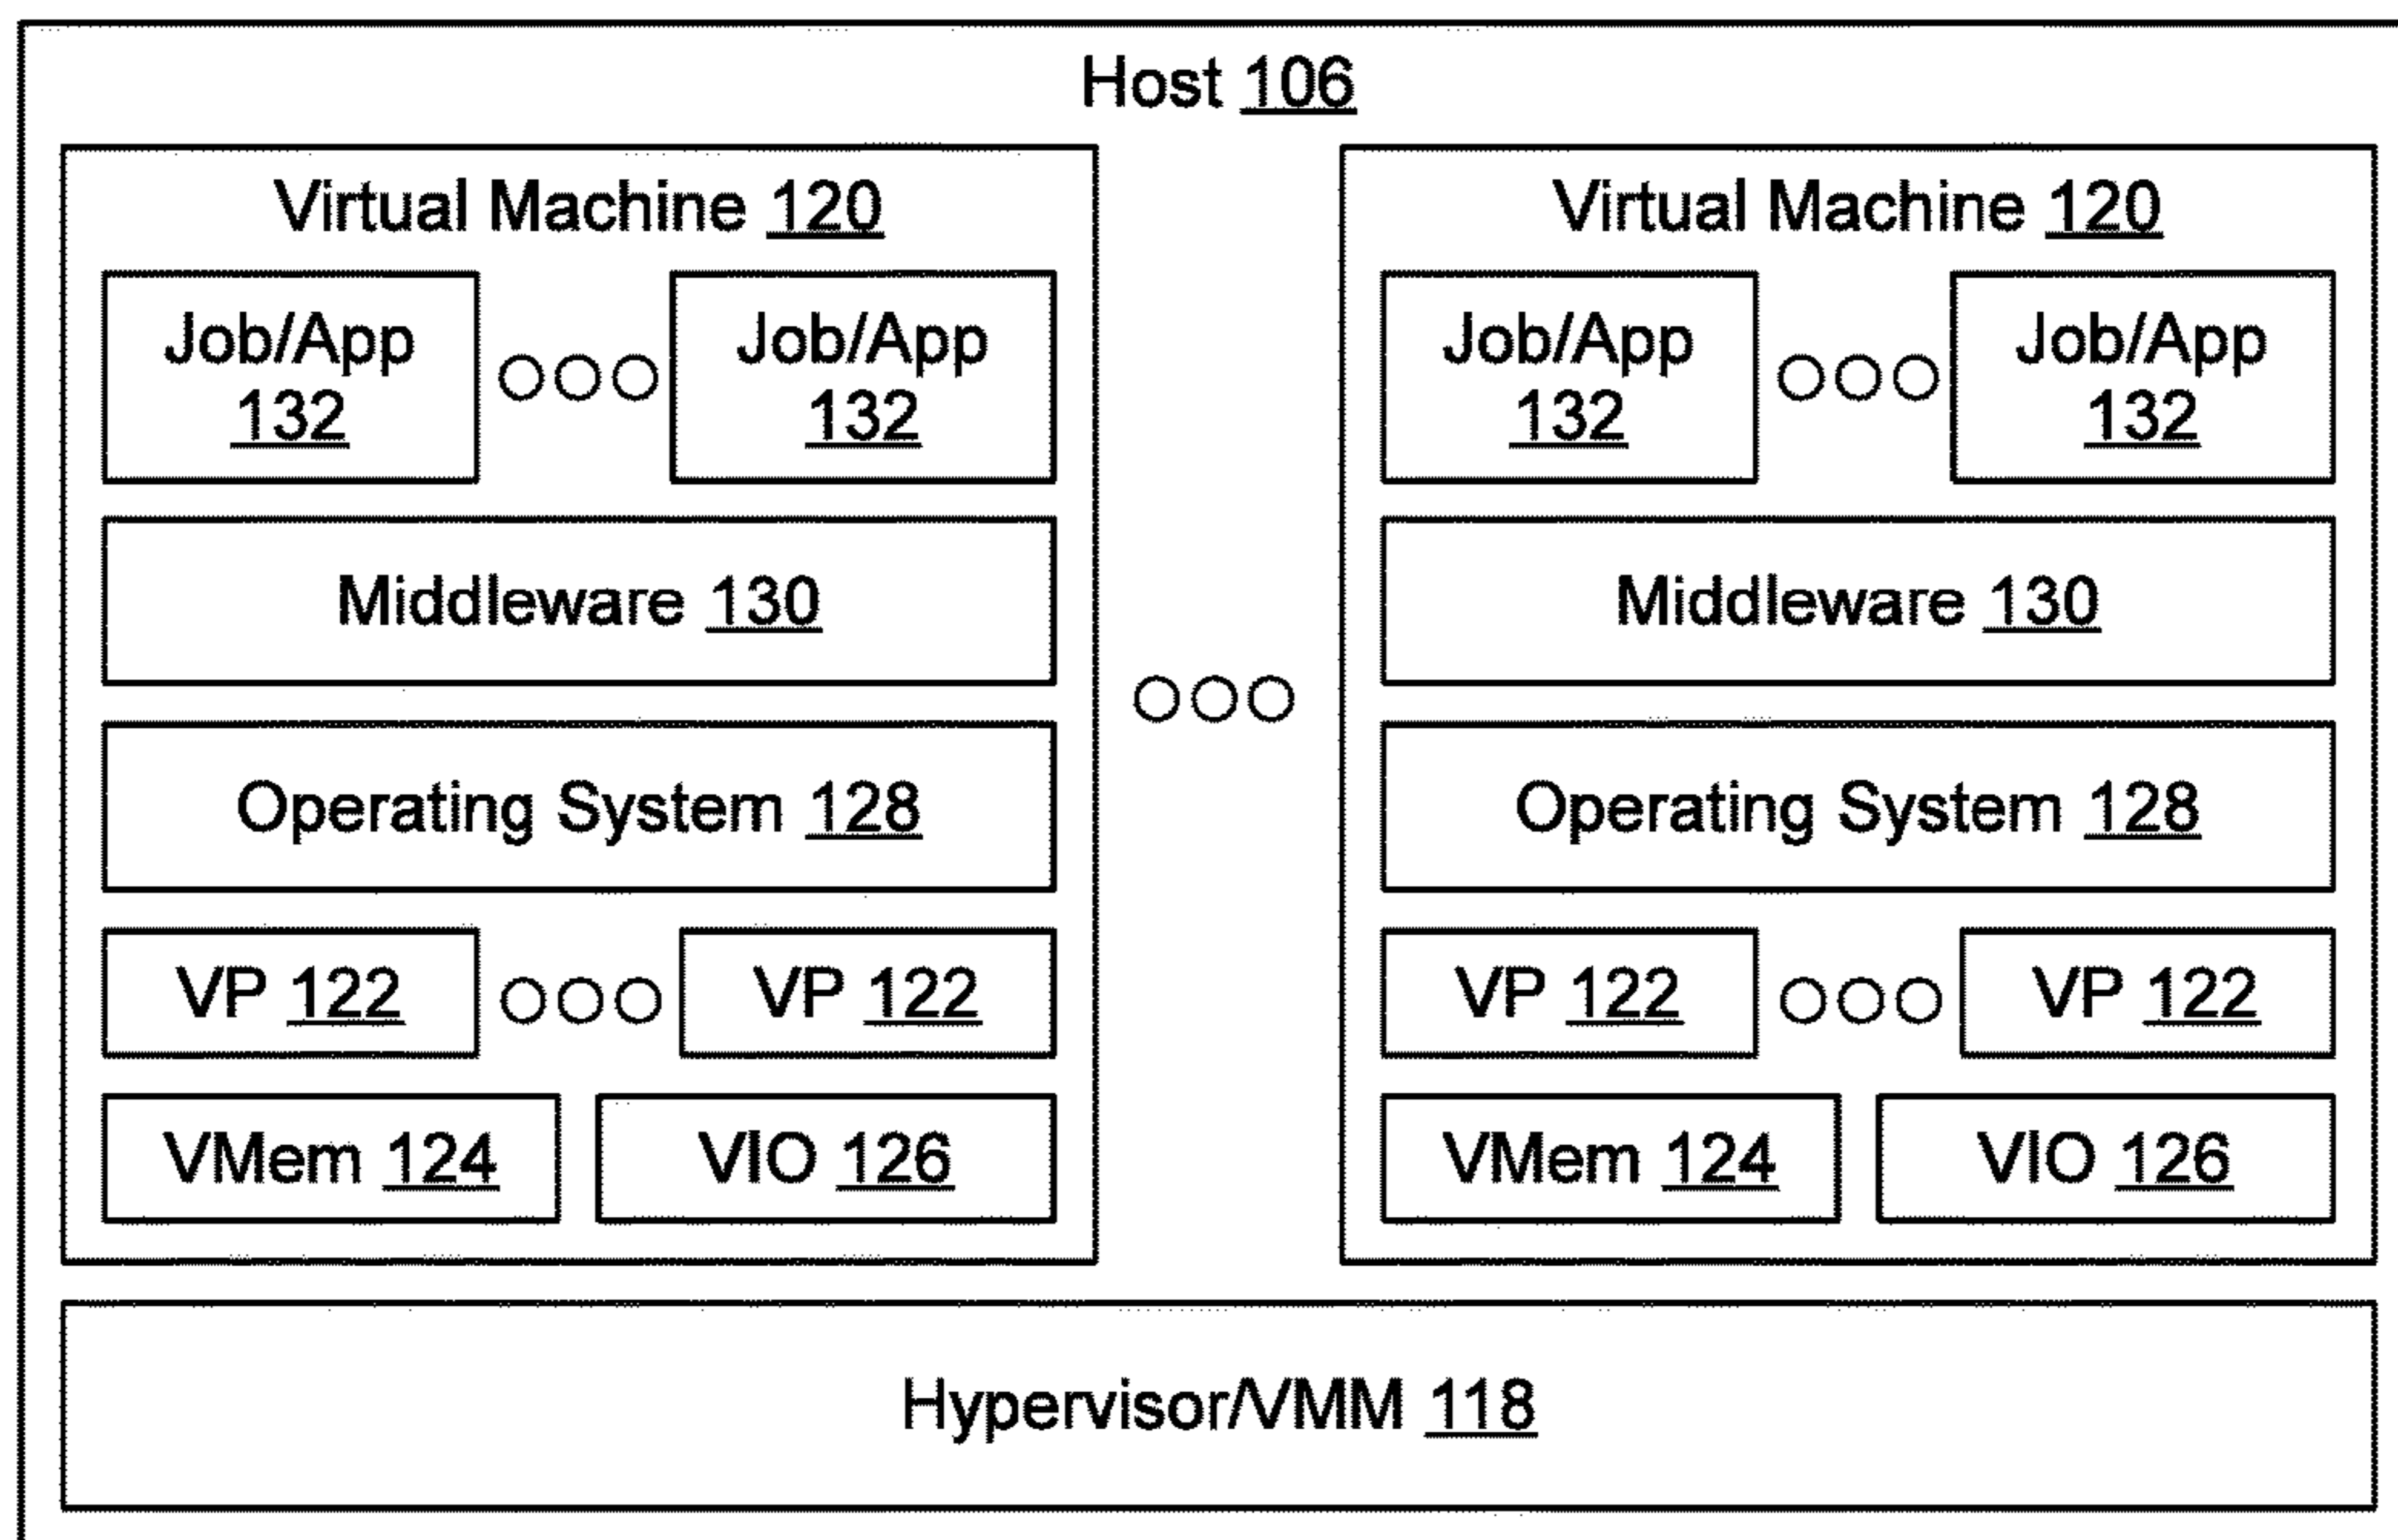 Host 106
Virtual Machine 120
Job/App
132
Job/App
132
Middleware 130
Operating System 128
VP 122
VP 122
VMem 124
VIO 126
Virtual Machine 120
Job/App
132
Job/App
132
Middleware 130
Operating System 128
VP 122
VP 122
VMem 124
VIO 126
Hypervisor/VMM 118